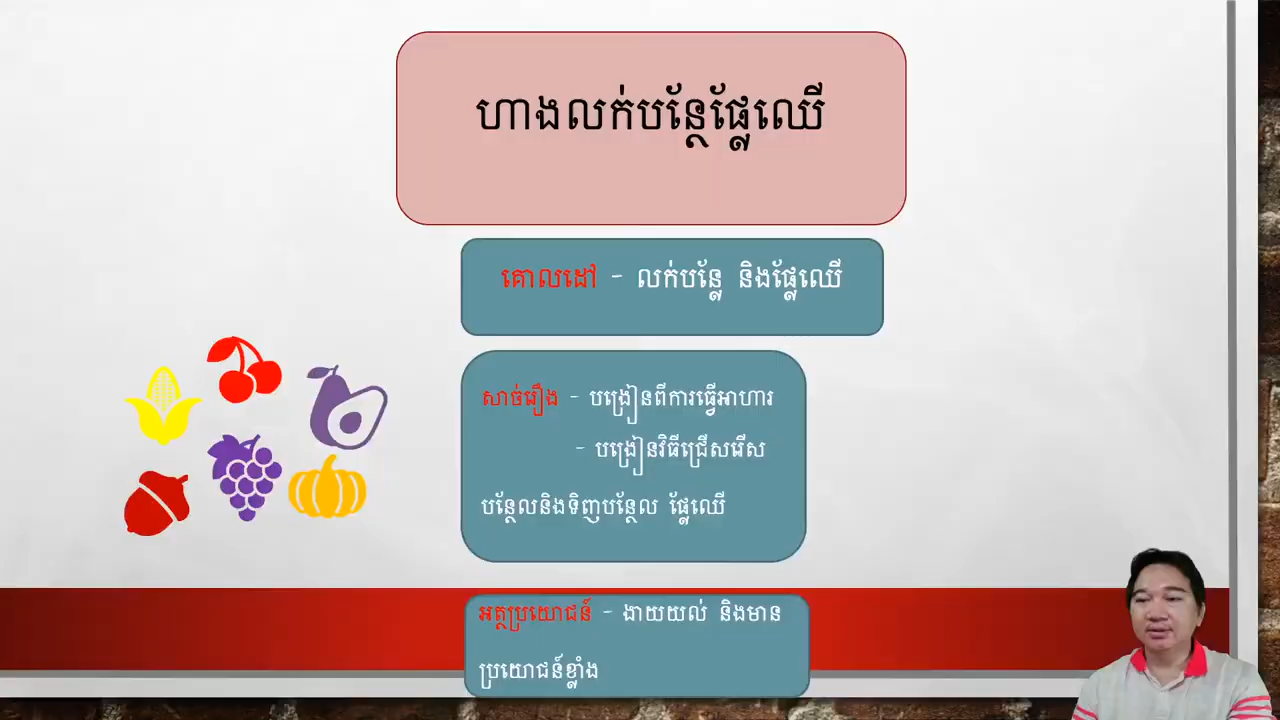 ហាងលក់បន្ថែផ្លែឈើ
គោលដៅ - លក់បន្លែ និងផ្លែឈើ
សាច់រឿង - បង្រៀនពីការធ្វើអាហារ
- បង្រៀនវិធីជ្រើសរើស
បន្ថែលនិងទិញបន្ថែល ផ្លែឈើ
អត្ថប្រយោជន៍ - ងាយយល់ និងមាន
ប្រយោជន៍ខ្លាំង